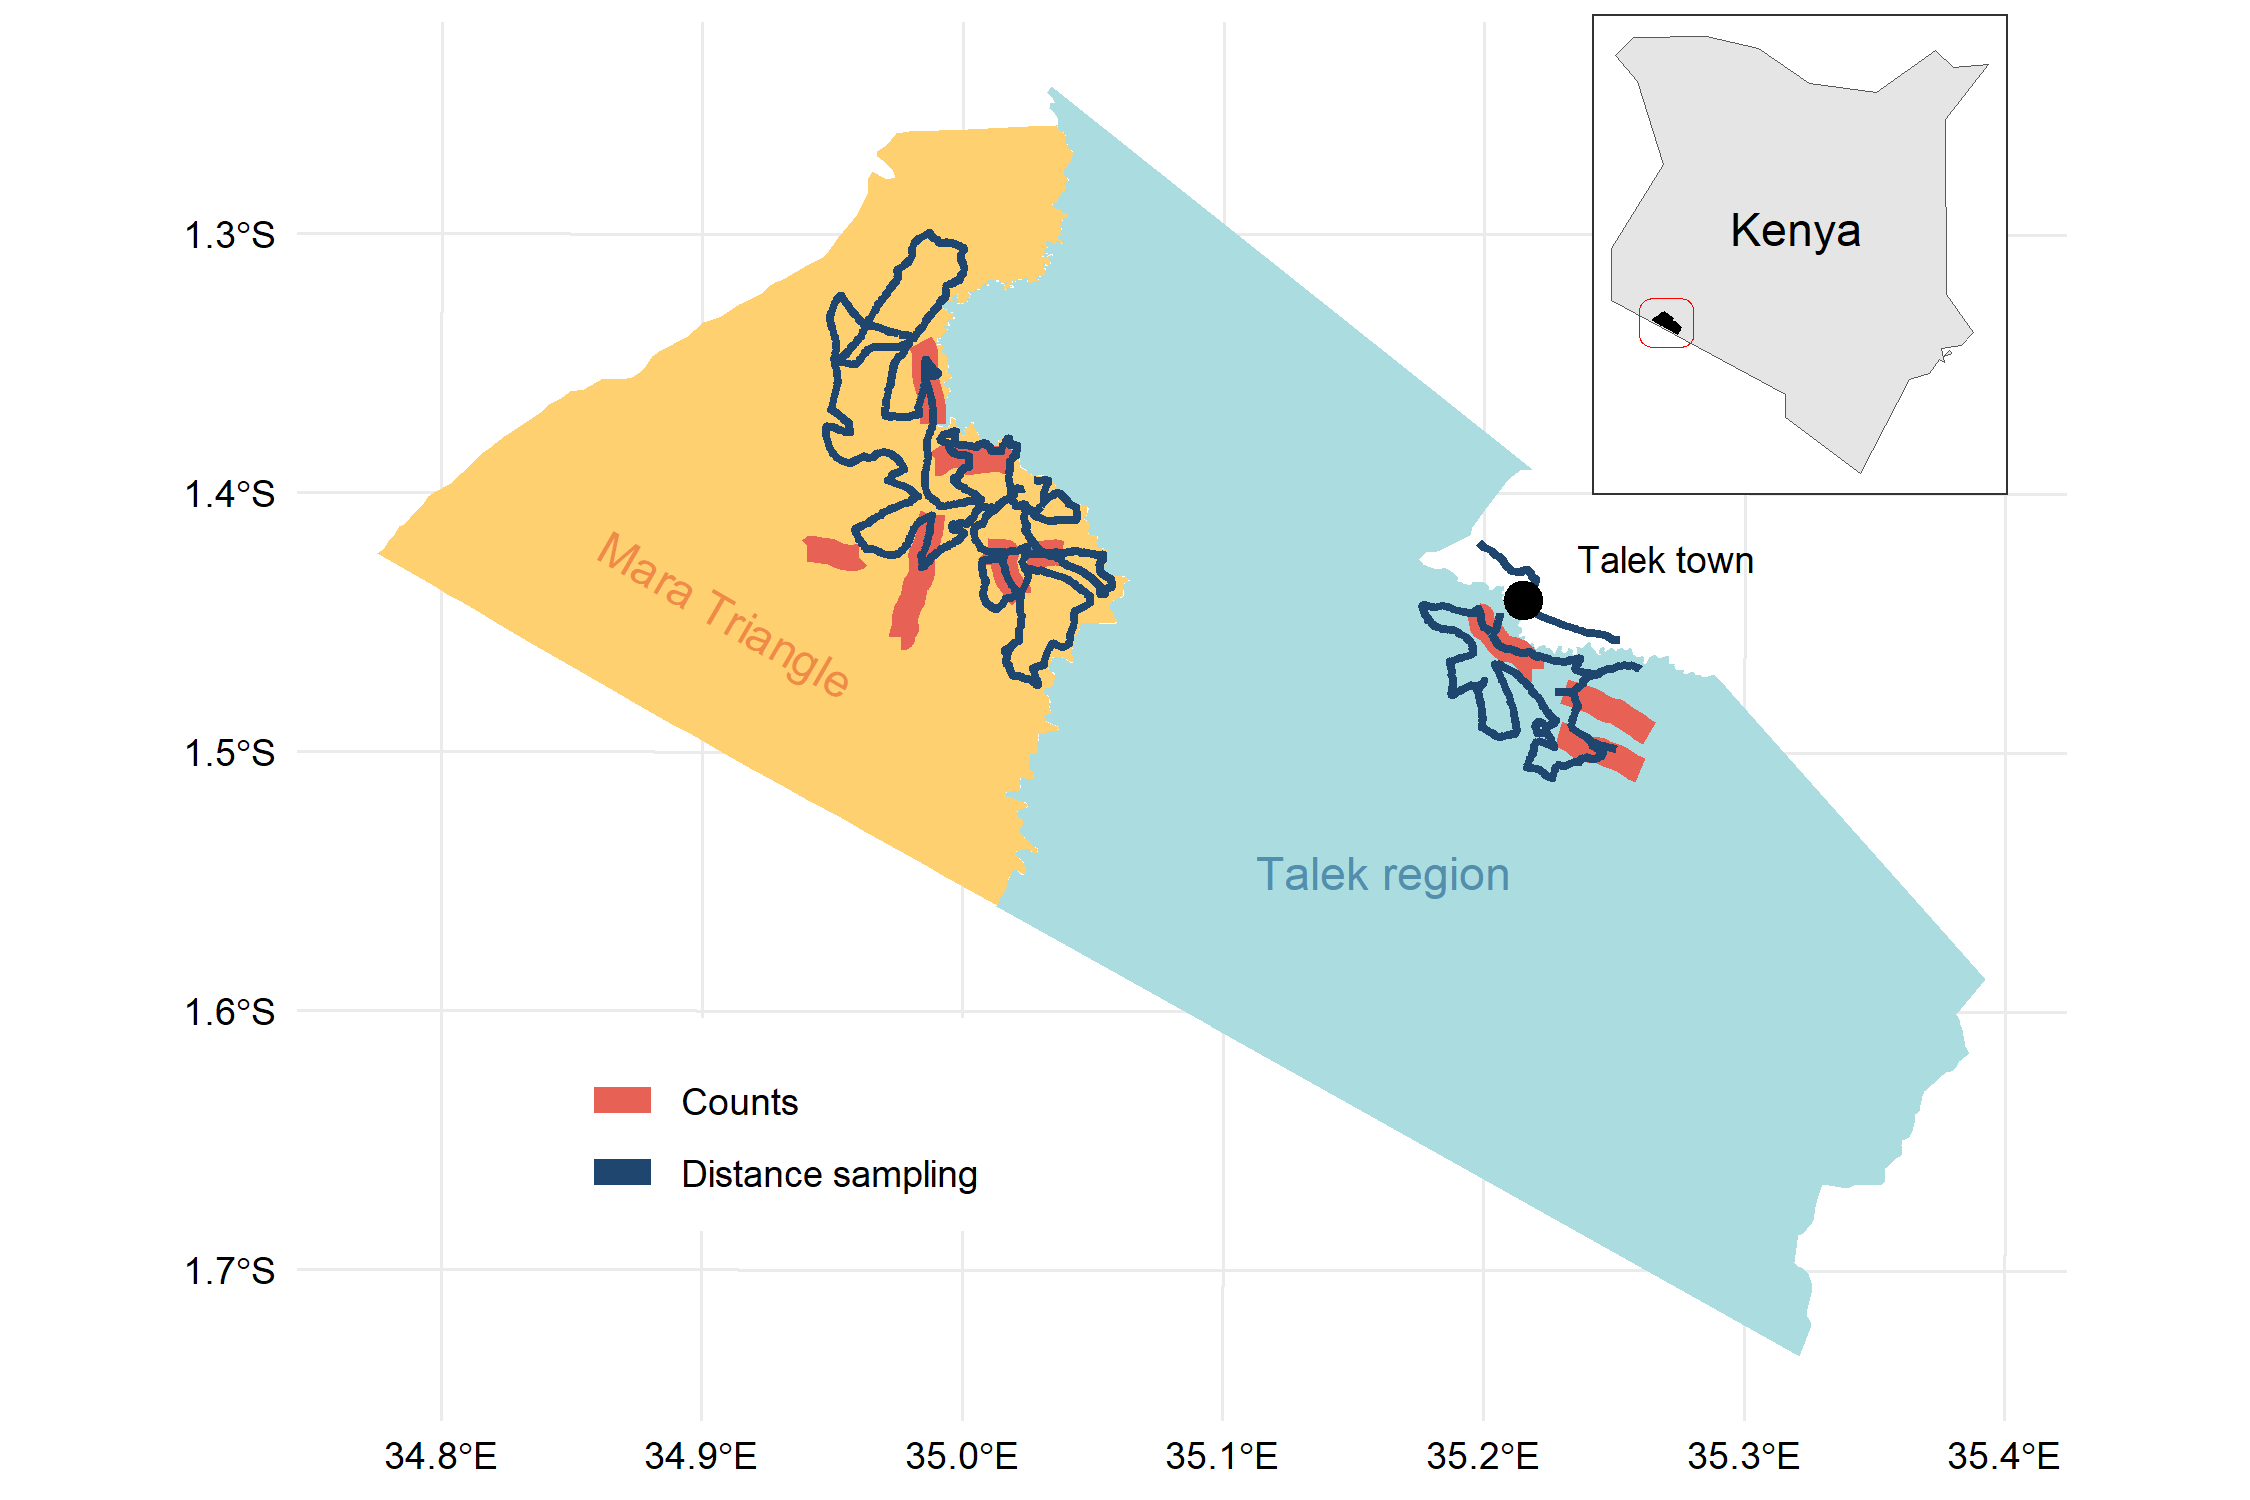 Kenya
1.3°S
1.4°S
1.5°S
1.6°S
1.7°S
Talek town
Mara Triangle
Talek region
Counts
Distance sampling
34.8°E
34.9°E
35.0°E
35.1°E
35.2°E
35.3°E
35.4°E